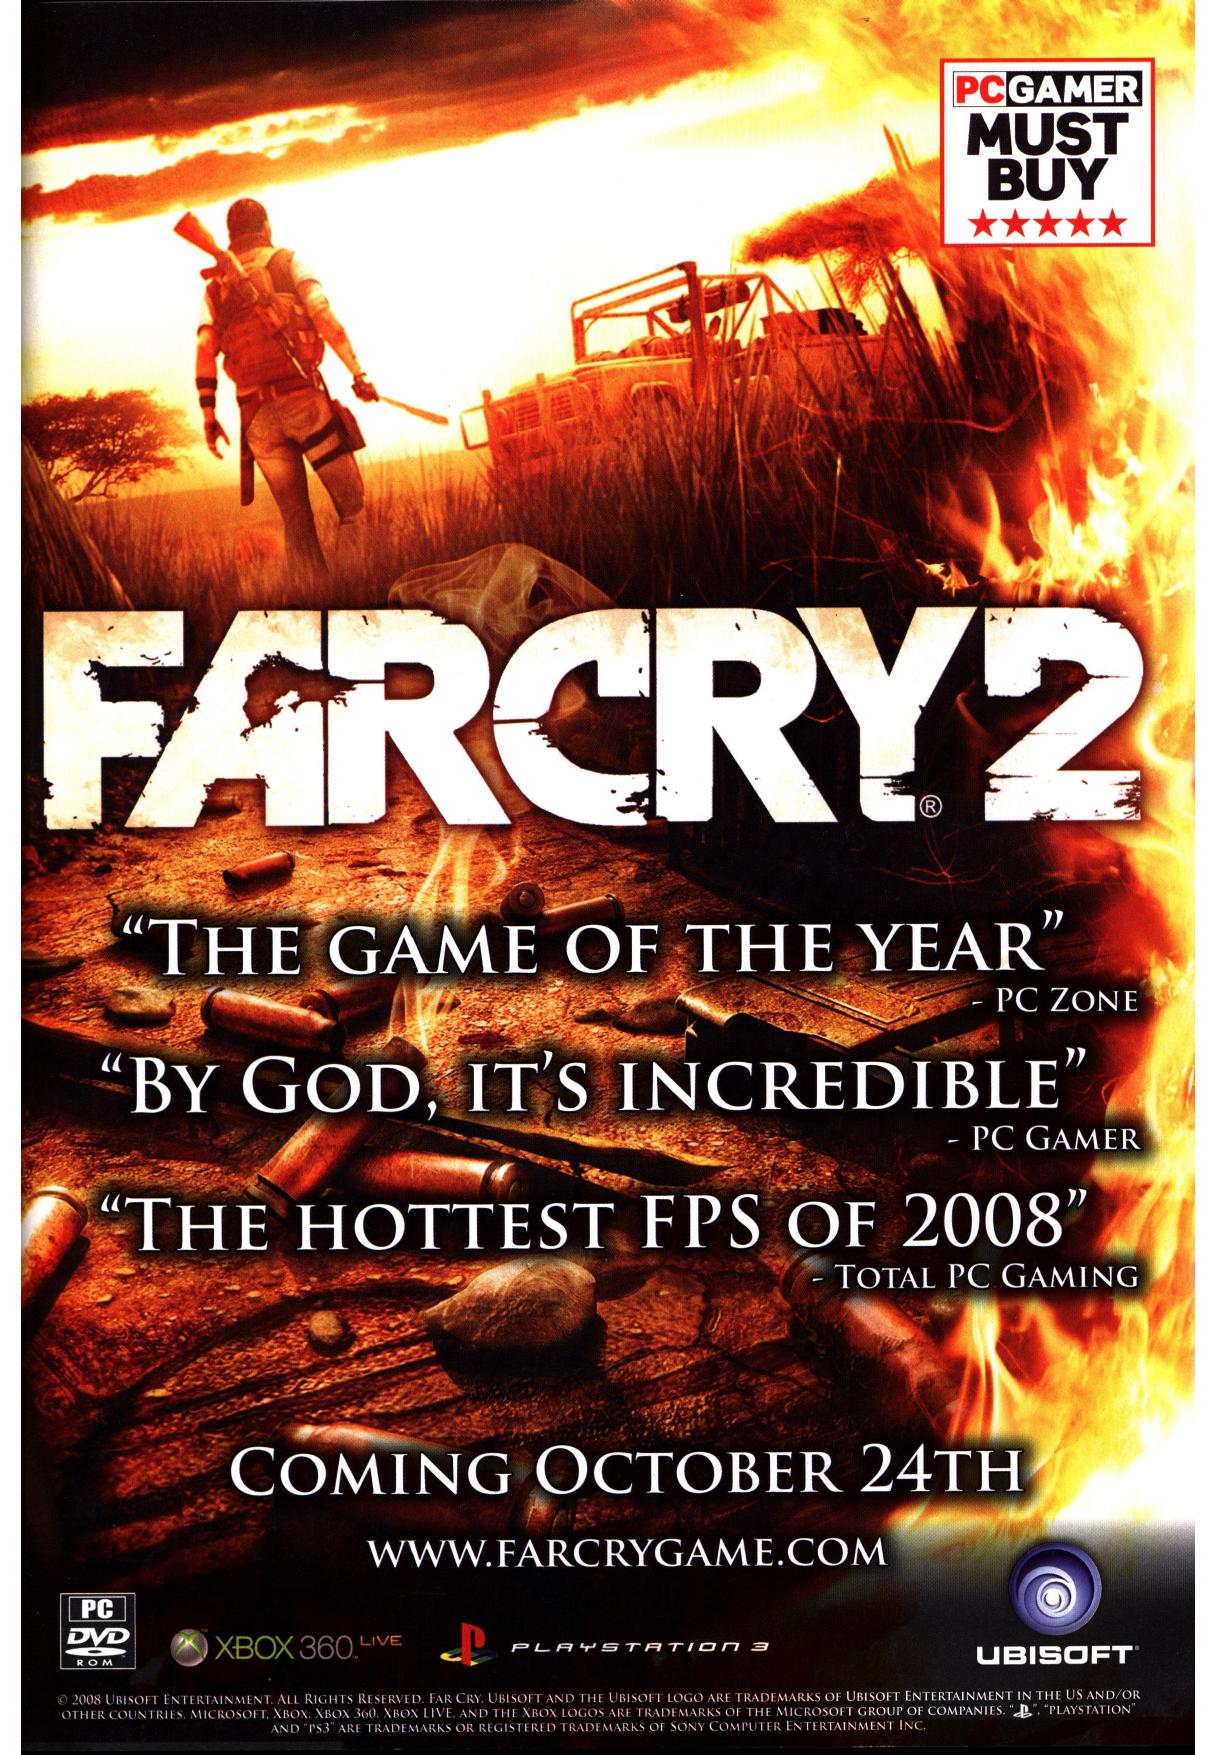 PCGAMER
MUST
BUY
★★★★★
FARCRY2
®
“THE GAME OF THE YEAR”
- PC ZONE
“BY GOD, IT’S INCREDIBLE”
- PC GAMER
“THE HOTTEST FPS OF 2008”
- TOTAL PC GAMING
COMING OCTOBER 24TH
WWW.FARCRYGAME.COM
PC
DVD
ROM
XBOX 360 LIVE
PLAYSTATION 3
UBISOFT
© 2008 UBISOFT ENTERTAINMENT. ALL RIGHTS RESERVED. FAR CRY, UBISOFT AND THE UBISOFT LOGO ARE TRADEMARKS OF UBISOFT ENTERTAINMENT IN THE US AND/OR
OTHER COUNTRIES. MICROSOFT, XBOX, XBOX 360, XBOX LIVE, AND THE XBOX LOGOS ARE TRADEMARKS OF THE MICROSOFT GROUP OF COMPANIES. “ ”, “PLAYSTATION”
AND “PS3” ARE TRADEMARKS OR REGISTERED TRADEMARKS OF SONY COMPUTER ENTERTAINMENT INC.